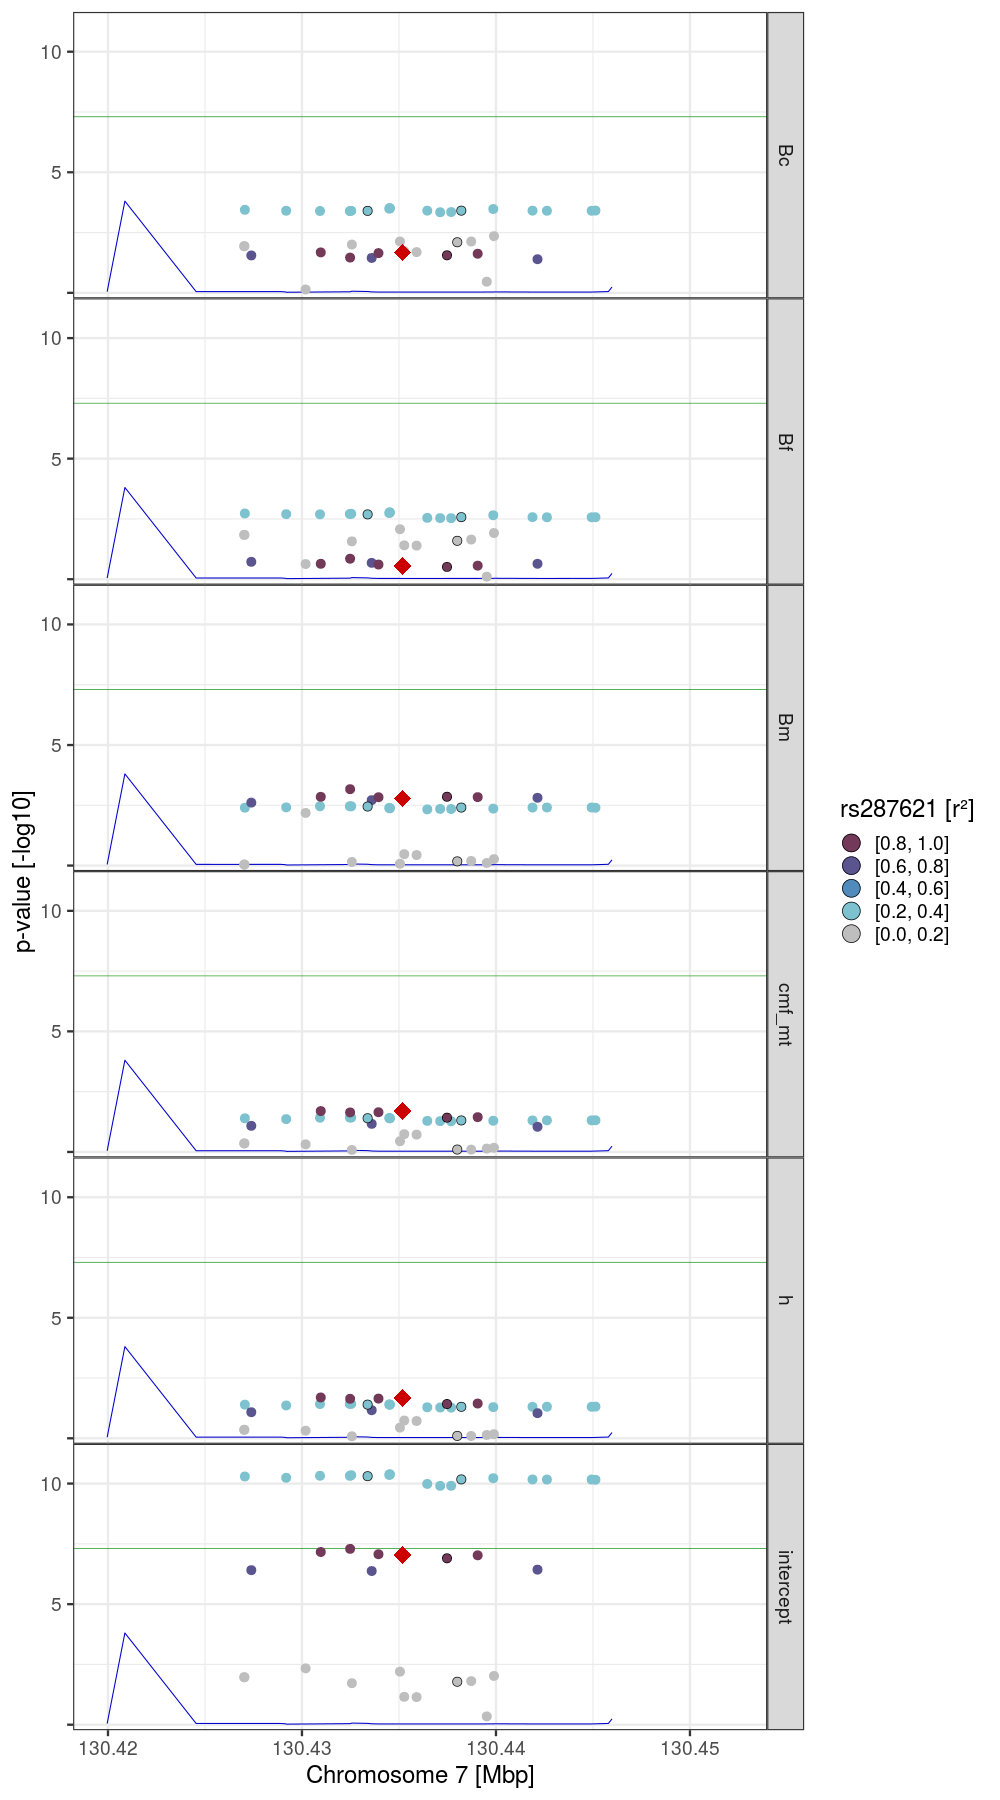 10
5
Bc
10
5
Bf
10
5
Bm
10
5
cmf_mt
10
5
h
10
5
intercept
130.42 130.43 130.44 130.45
Chromosome 7 [Mbp]
p-value [-log10]
rs287621 [r²]
[0.8, 1.0]
[0.6, 0.8]
[0.4, 0.6]
[0.2, 0.4]
[0.0, 0.2]